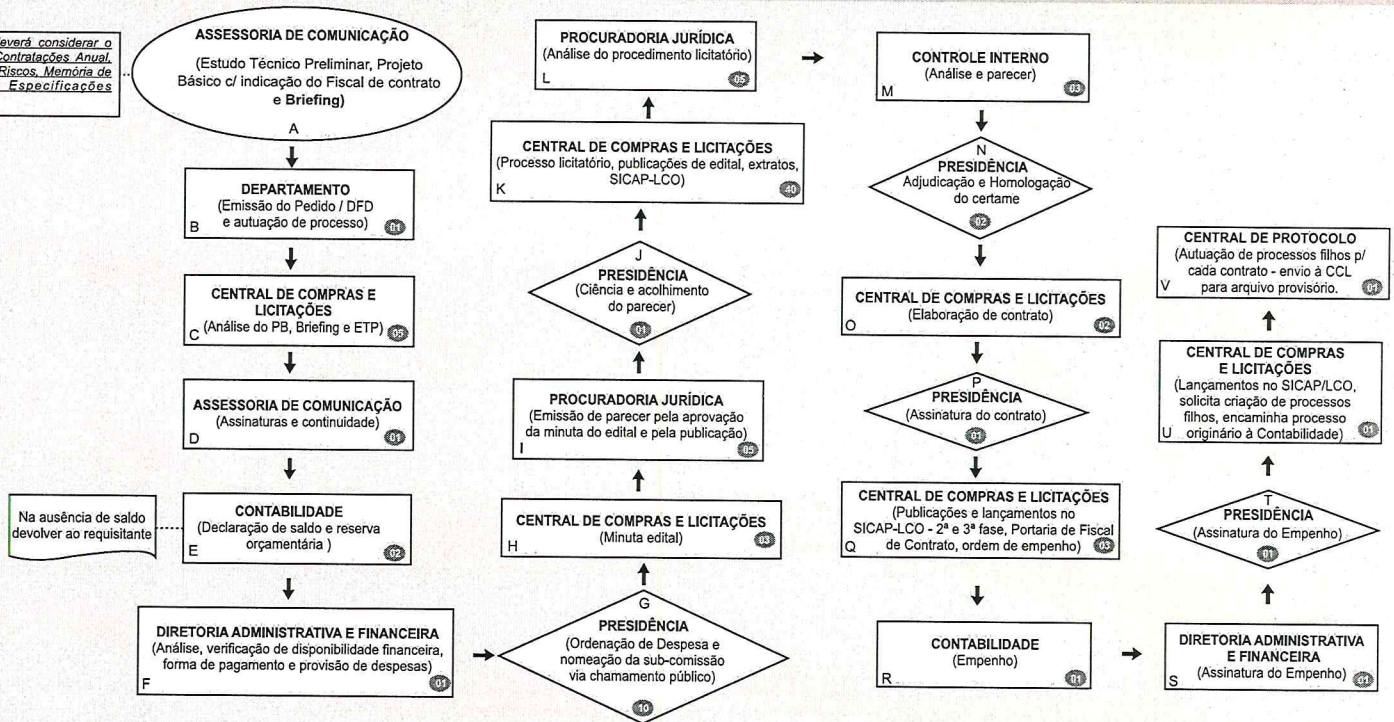 everá considerar o
Contratações Anual,
Riscos, Memória de
Especificações
ASSESSORIA DE COMUNICAÇÃO
(Estudo Técnico Preliminar, Projeto
Básico c/ indicação do Fiscal de contrato
e Briefing)
A
DEPARTAMENTO
(Emissão do Pedido / DFD
e autuação de processo)
B
01
CENTRAL DE COMPRAS E
LICITAÇÕES
(Análise do PB, Briefing e ETP)
C
05
ASSESSORIA DE COMUNICAÇÃO
(Assinaturas e continuidade)
D
01
Na ausência de saldo
devolver ao requisitante
CONTABILIDADE
(Declaração de saldo e reserva
orçamentária )
E
02
DIRETORIA ADMINISTRATIVA E FINANCEIRA
(Análise, verificação de disponibilidade financeira,
forma de pagamento e provisão de despesas)
F
01
G
PRESIDÊNCIA
(Ordenação de Despesa e
nomeação da sub-comissão
via chamamento público)
10
CENTRAL DE COMPRAS E LICITAÇÕES
(Minuta edital)
H
03
PROCURADORIA JURÍDICA
(Emissão de parecer pela aprovação
da minuta do edital e pela publicação)
I
05
J
PRESIDÊNCIA
(Ciência e acolhimento
do parecer)
01
CENTRAL DE COMPRAS E LICITAÇÕES
(Processo licitatório, publicações de edital, extratos,
SICAP-LCO)
K
40
PROCURADORIA JURÍDICA
(Análise do procedimento licitatório)
L
05
CONTROLE INTERNO
(Análise e parecer)
M
03
N
PRESIDÊNCIA
Adjudicação e Homologação
do certame
02
CENTRAL DE COMPRAS E LICITAÇÕES
(Elaboração de contrato)
O
02
P
PRESIDÊNCIA
(Assinatura do contrato)
01
CENTRAL DE COMPRAS E LICITAÇÕES
(Publicações e lançamentos no
SICAP-LCO - 2ª e 3ª fase, Portaria de Fiscal
de Contrato, ordem de empenho)
Q
03
CONTABILIDADE
(Empenho)
R
01
DIRETORIA ADMINISTRATIVA
E FINANCEIRA
(Assinatura do Empenho)
S
01
T
PRESIDÊNCIA
(Assinatura do Empenho)
01
CENTRAL DE COMPRAS
E LICITAÇÕES
(Lançamentos no SICAP/LCO,
solicita criação de processos
filhos, encaminha processo
originário à Contabilidade)
U
01
CENTRAL DE PROTOCOLO
(Autuação de processos filhos p/
cada contrato - envio à CCL
para arquivo provisório.
V
01